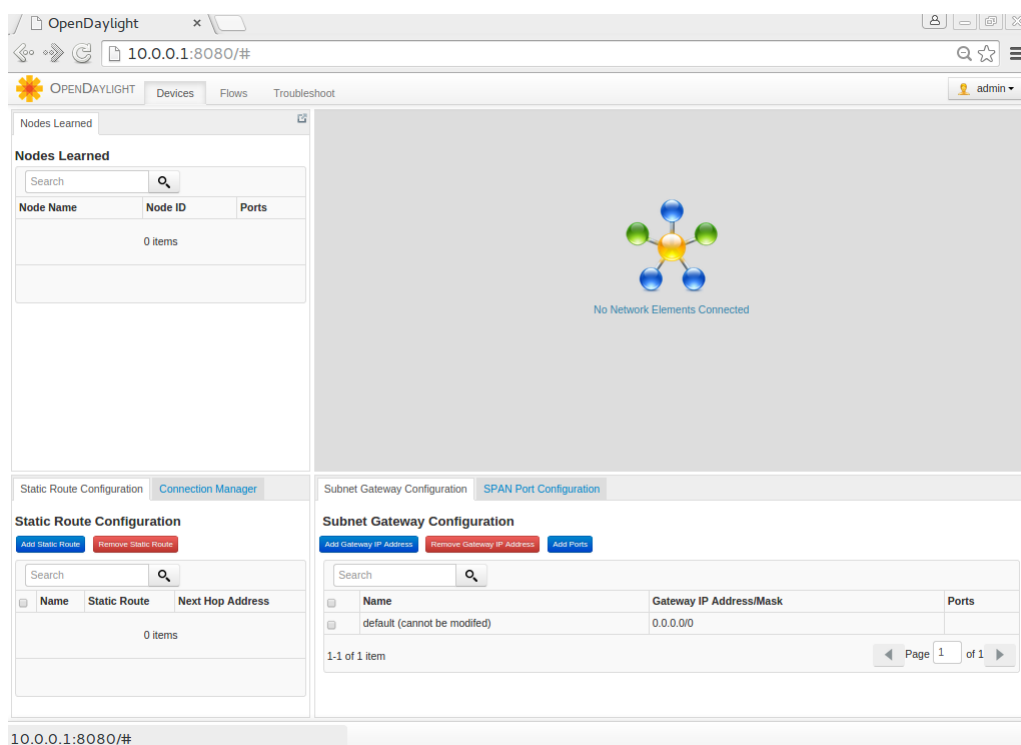 OpenDaylight
10.0.0.1:8080/#
OPENDAYLIGHT Devices Flows Troubleshoot admin
Nodes Learned
Nodes Learned
Search
Node Name Node ID Ports
0 items
No Network Elements Connected
Static Route Configuration Connection Manager
Static Route Configuration
Add Static Route Remove Static Route
Search
Name Static Route Next Hop Address
0 items
Subnet Gateway Configuration SPAN Port Configuration
Subnet Gateway Configuration
Add Gateway IP Address Remove Gateway IP Address Add Ports
Search
Name Gateway IP Address/Mask Ports
default (cannot be modifed) 0.0.0.0/0
1-1 of 1 item Page 1 of 1
10.0.0.1:8080/#